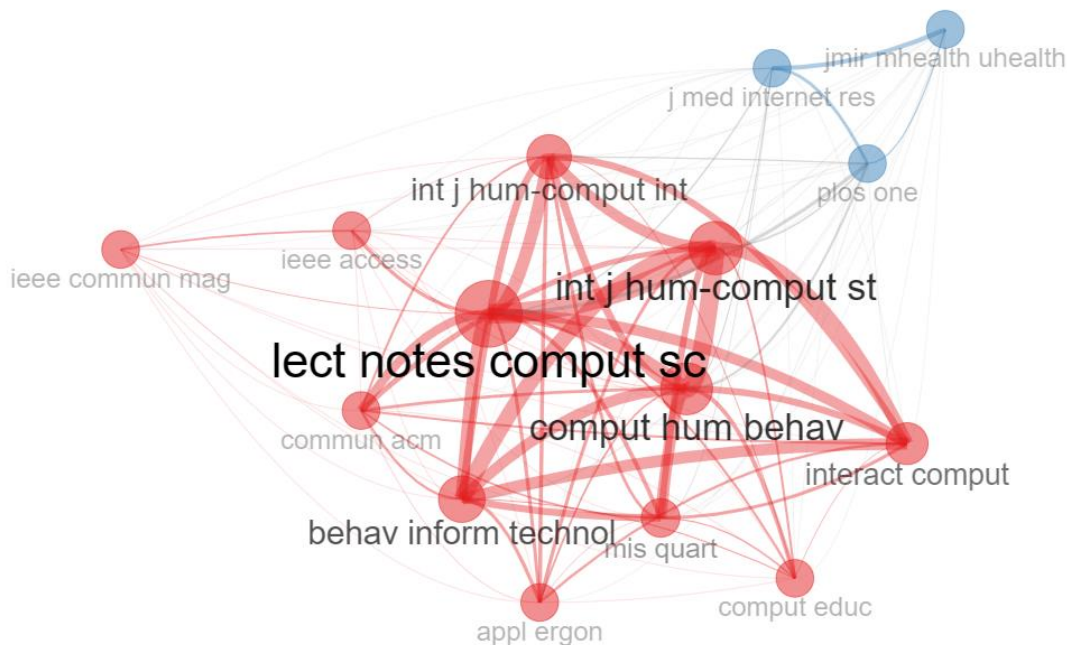 jmir mhealth uhealth
j med internet res
plos one
int j hum-comput int
ieee access
ieee commun mag
int j hum-comput st
lect notes comput sc
comput hum behav
commun acm
interact comput
behav inform technol
mis quart
comput educ
appl ergon